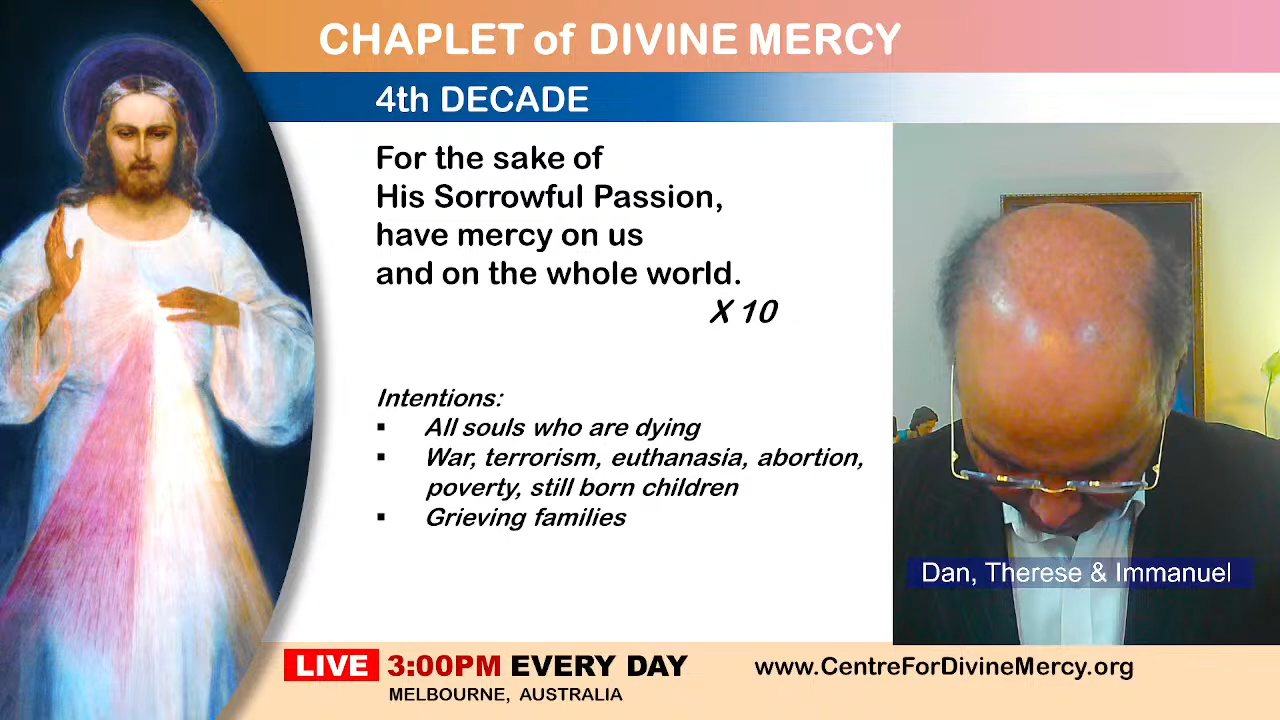 CHAPLET of DIVINE MERCY
4th DECADE
For the sake of
His Sorrowful Passion,
have mercy on us
and on the whole world.
X 10
Intentions:
▪ All souls who are dying
▪ War, terrorism, euthanasia, abortion,
poverty, still born children
▪ Grieving families
Dan, Therese & Immanuel
LIVE 3:00PM EVERY DAY
MELBOURNE, AUSTRALIA
www.CentreForDivineMercy.org